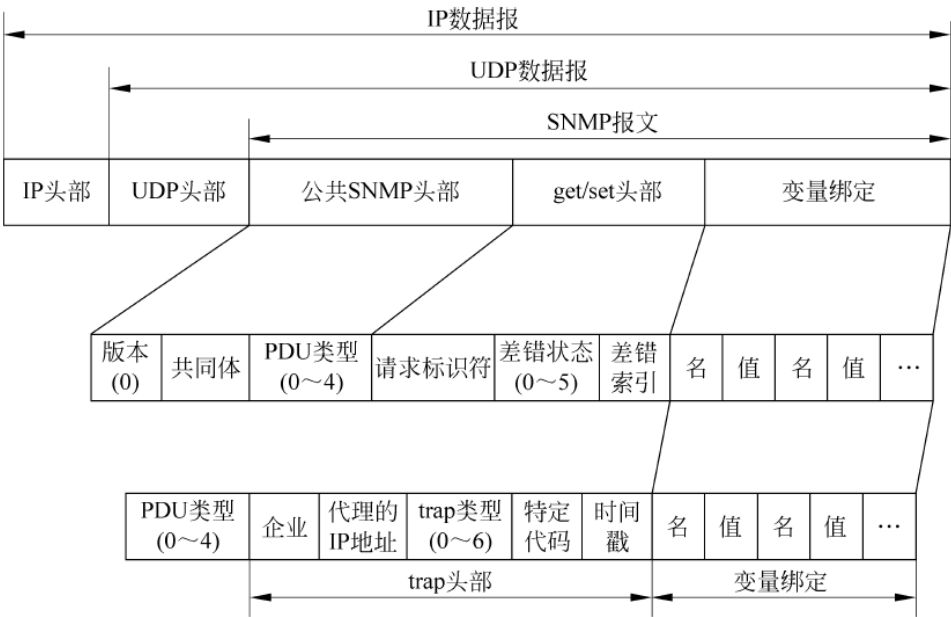 IP数据报
UDP数据报
SNMP报文
IP头部 UDP头部 公共SNMP头部 get/set头部 变量绑定
版本 (0) 共同体 PDU类型 (0～4) 请求标识符 差错状态 (0～5) 差错索引 名 值 名 值 …
PDU类型 (0～4) 企业 代理的IP地址 trap类型 (0～6) 特定代码 时间戳 名 值 名 值 …
trap头部 变量绑定